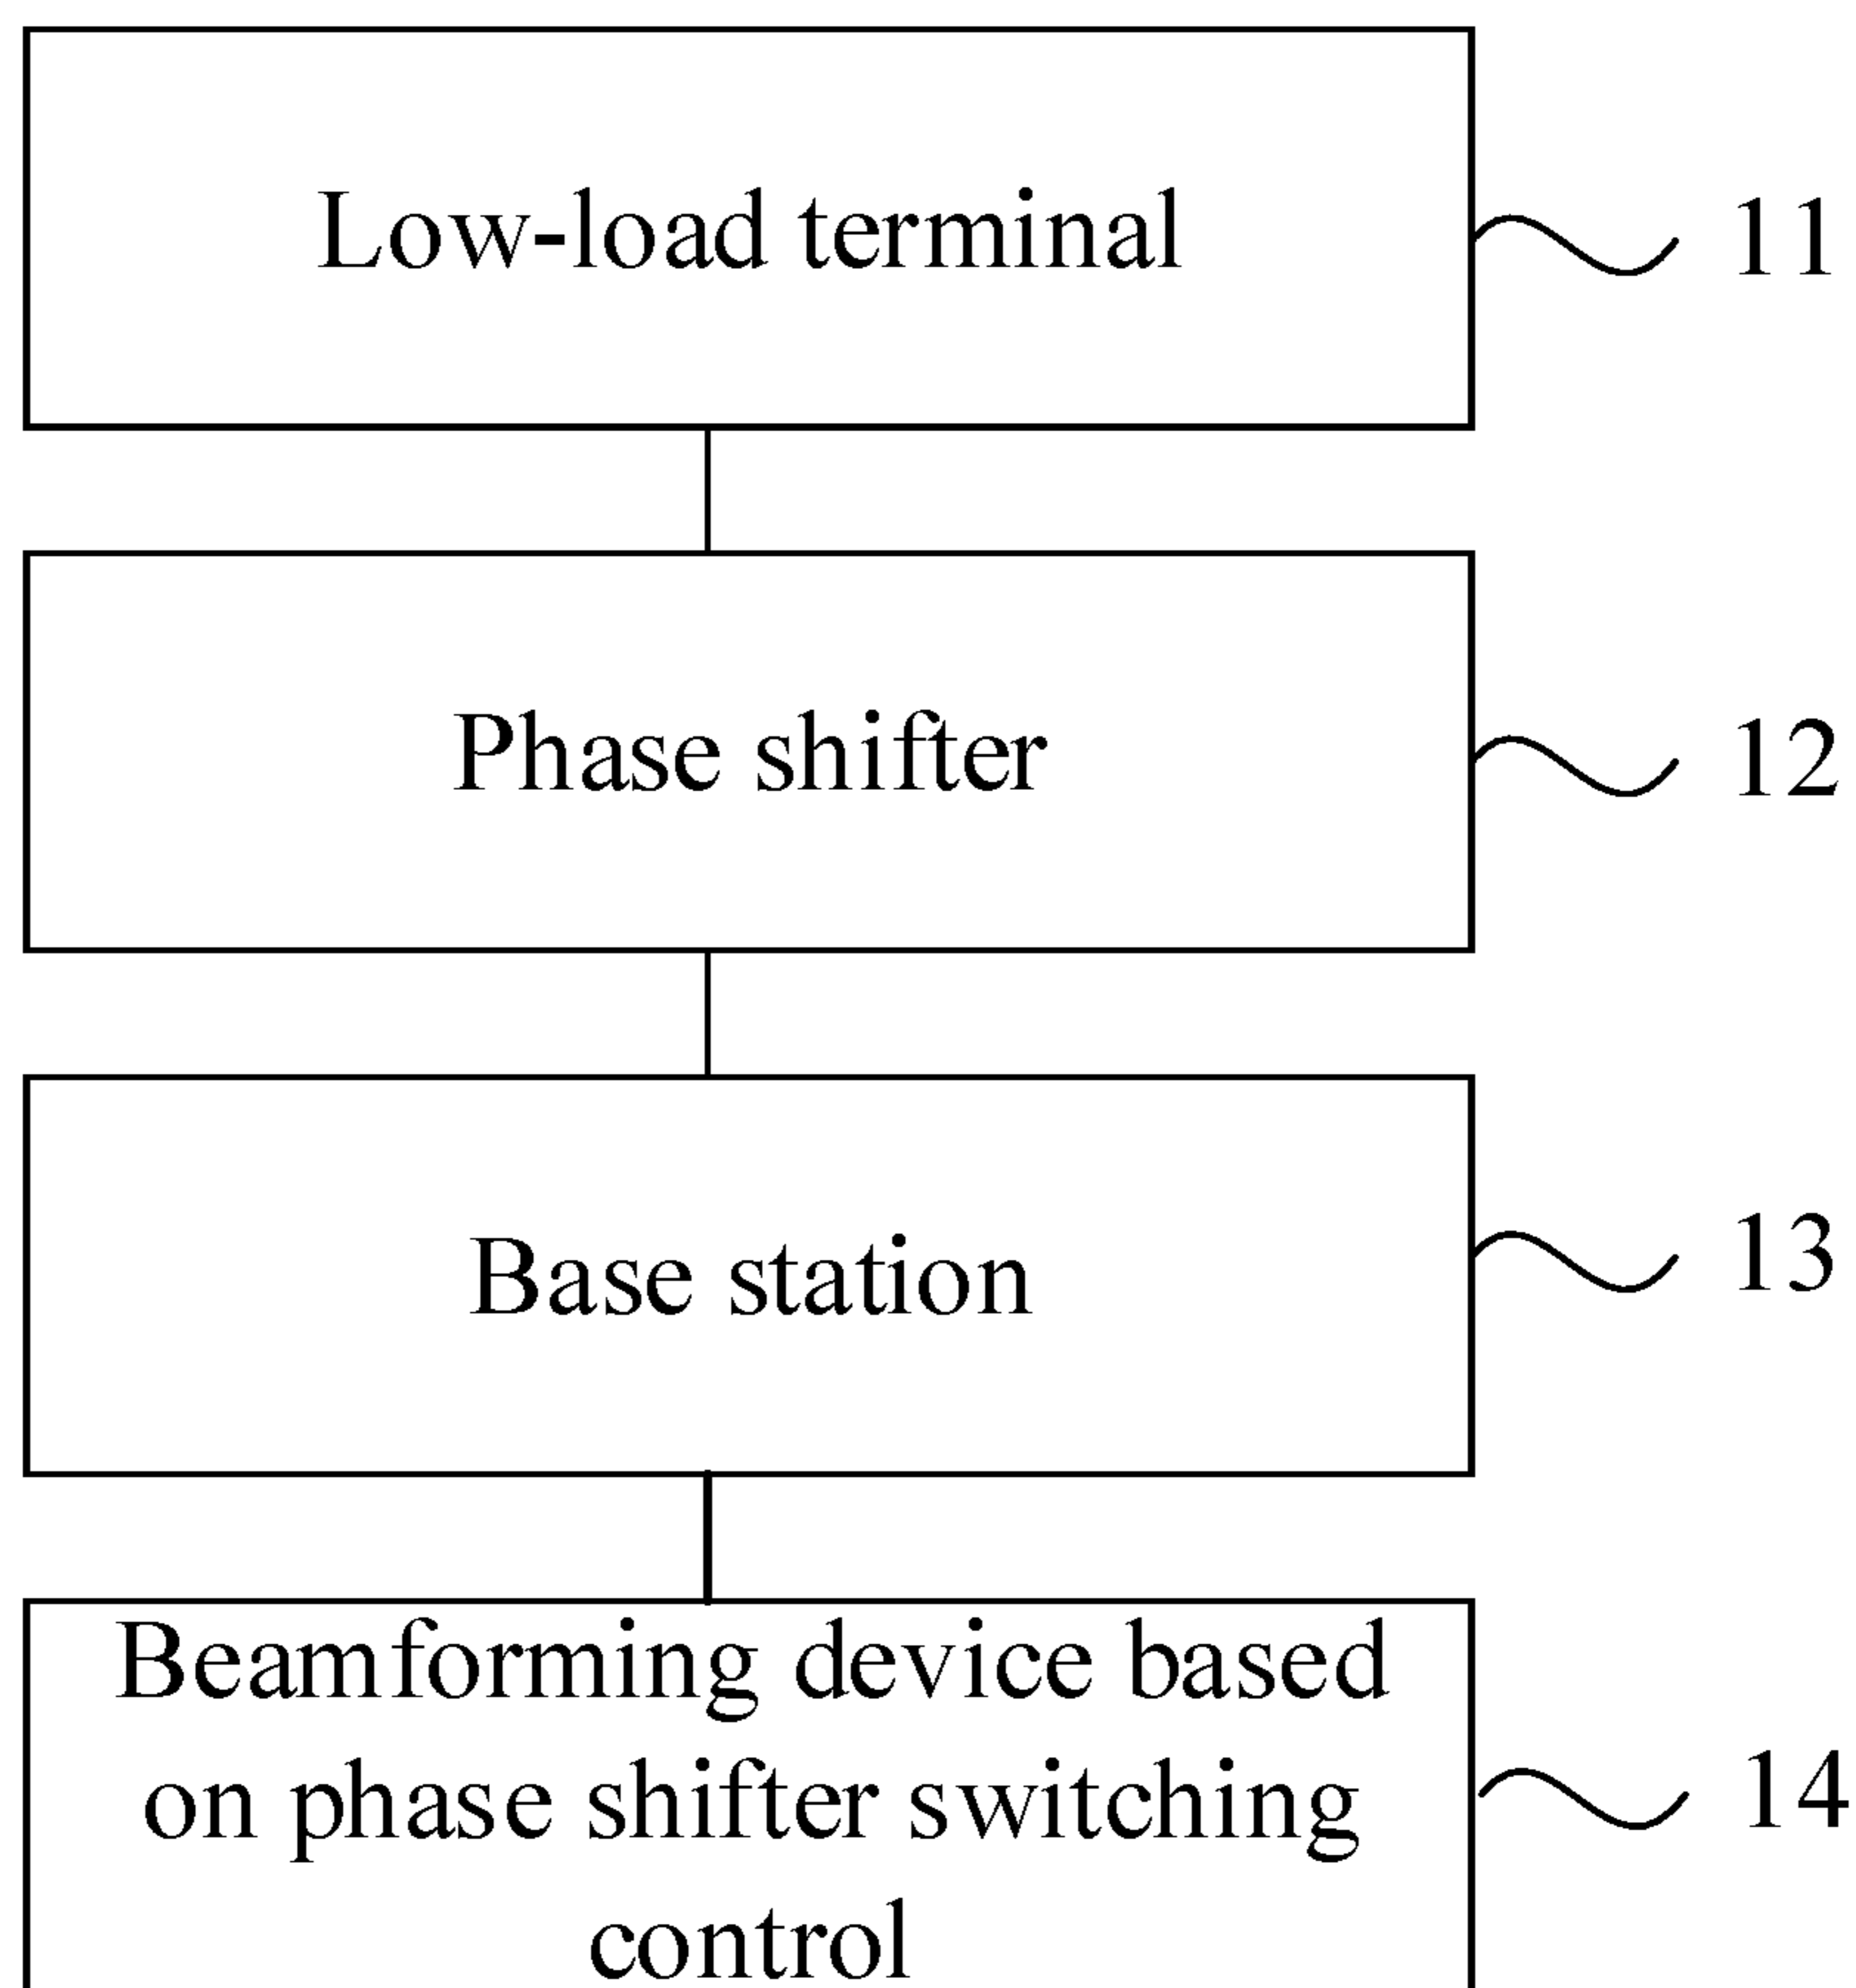 Low-load terminal
11
Phase shifter
12
Base station
13
Beamforming device based
on phase shifter switching
control
14